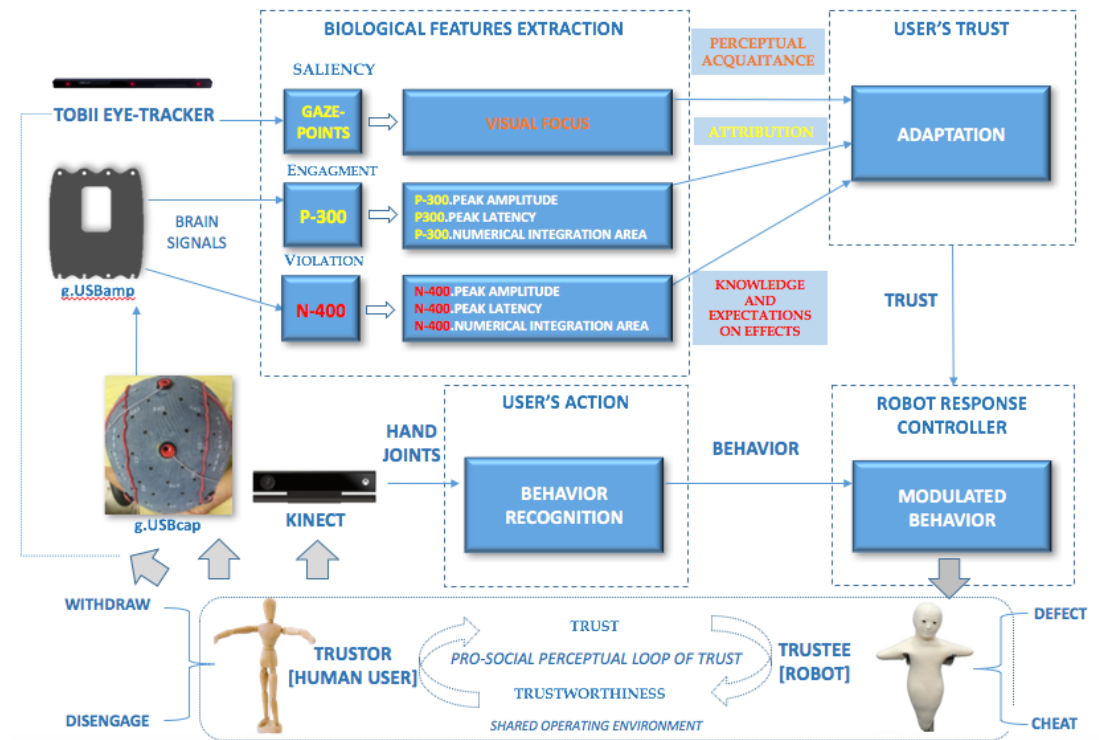 BIOLOGICAL FEATURES EXTRACTION
PERCEPTUAL
ACQUAITANCE
USER'S TRUST
SALIENCY
TOBII EYE-TRACKER
GAZE-
POINTS
VISUAL FOCUS
ATTRIBUTION
ADAPTATION
ENGAGMENT
P-300
P-300.PEAK AMPLITUDE
P300.PEAK LATENCY
P-300.NUMERICAL INTEGRATION AREA
BRAIN
SIGNALS
VIOLATION
g.USBamp
N-400
N-400.PEAK AMPLITUDE
N-400.PEAK LATENCY
N-400.NUMERICAL INTEGRATION AREA
KNOWLEDGE
AND
EXPECTATIONS
ON EFFECTS
TRUST
USER'S ACTION
ROBOT RESPONSE
CONTROLLER
HAND
JOINTS
BEHAVIOR
BEHAVIOR
RECOGNITION
MODULATED
BEHAVIOR
g.USBcap
KINECT
WITHDRAW
DISENGAGE
TRUSTOR
[HUMAN USER]
TRUST
PRO-SOCIAL PERCEPTUAL LOOP OF TRUST
TRUSTWORTHINESS
SHARED OPERATING ENVIRONMENT
TRUSTEE
[ROBOT]
DEFECT
CHEAT